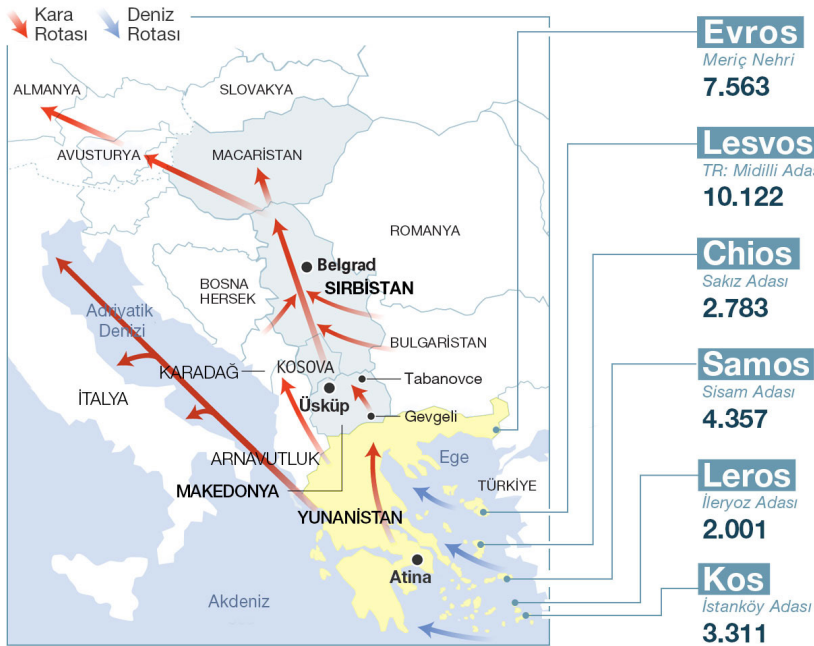 Kara
Rotası
Deniz
Rotası
ALMANYA
SLOVAKYA
AVUSTURYA
MACARİSTAN
ROMANYA
Belgrad
SIRBİSTAN
BOSNA
HERSEK
Adriyatik
Denizi
BULGARİSTAN
KARADAĞ
KOSOVA
Tabanovce
İTALYA
Üsküp
Gevgeli
ARNAVUTLUK
Ege
MAKEDONYA
TÜRKİYE
YUNANİSTAN
Atina
Akdeniz
Evros
Meriç Nehri
7.563
Lesvos
TR: Midilli Adas
10.122
Chios
Sakız Adası
2.783
Samos
Sisam Adası
4.357
Leros
İleryoz Adası
2.001
Kos
İstanköy Adası
3.311